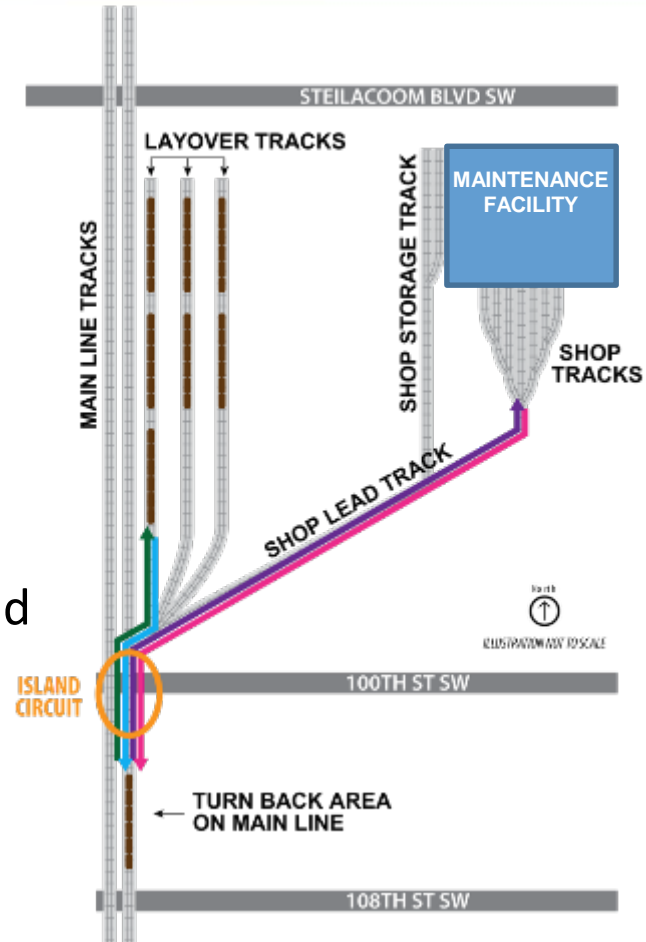 STEILACOOM BLVD SW
LAYOVER TRACKS
MAIN LINE TRACKS
SHOP STORAGE TRACK
MAINTENANCE
FACILITY
SHOP
TRACKS
SHOP LEAD TRACK
d
North
ILLUSTRATION NOT TO SCALE
ISLAND
CIRCUIT
100TH ST SW
TURN BACK AREA
ON MAIN LINE
108TH ST SW